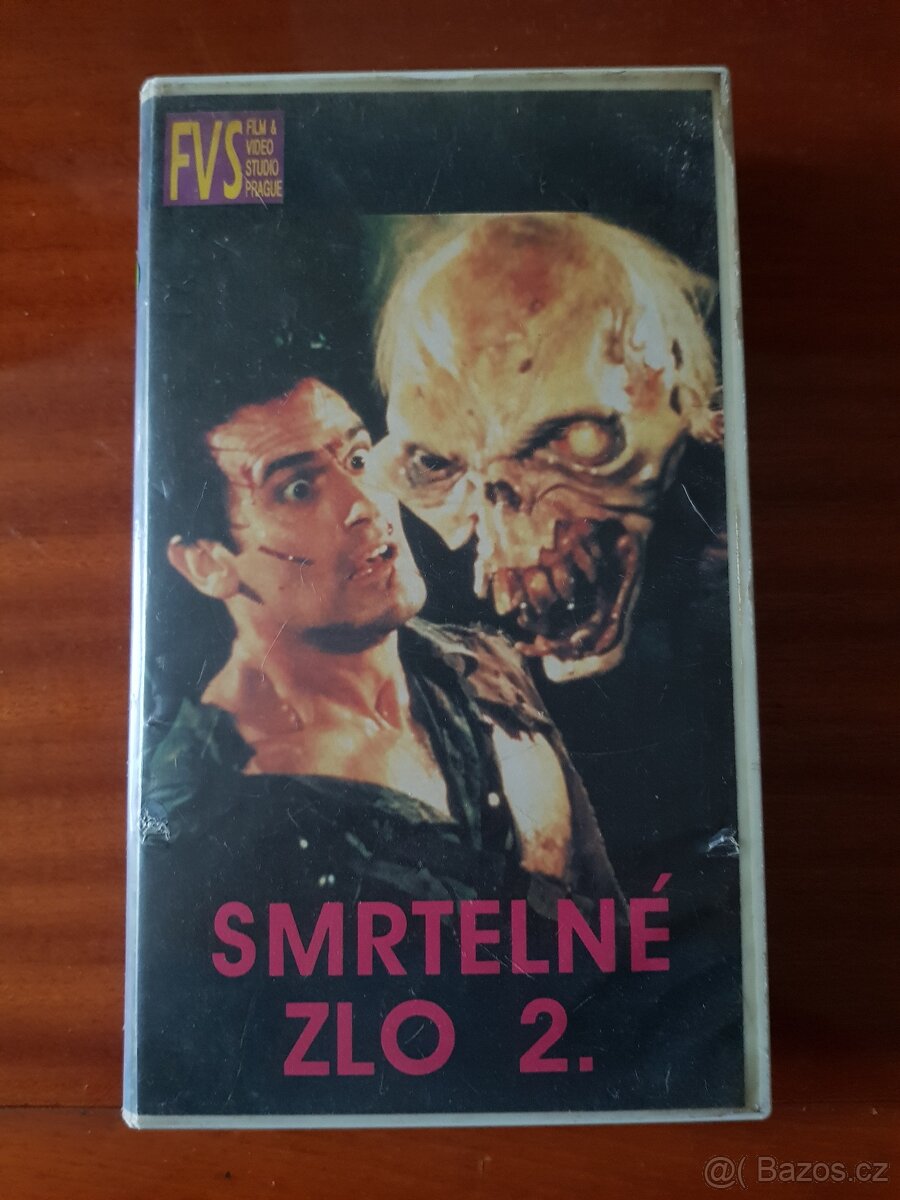 FVS
FILM &
VIDEO
STUDIO
PRAGUE
SMRTELNÉ
ZLO 2.
@( Bazos.cz